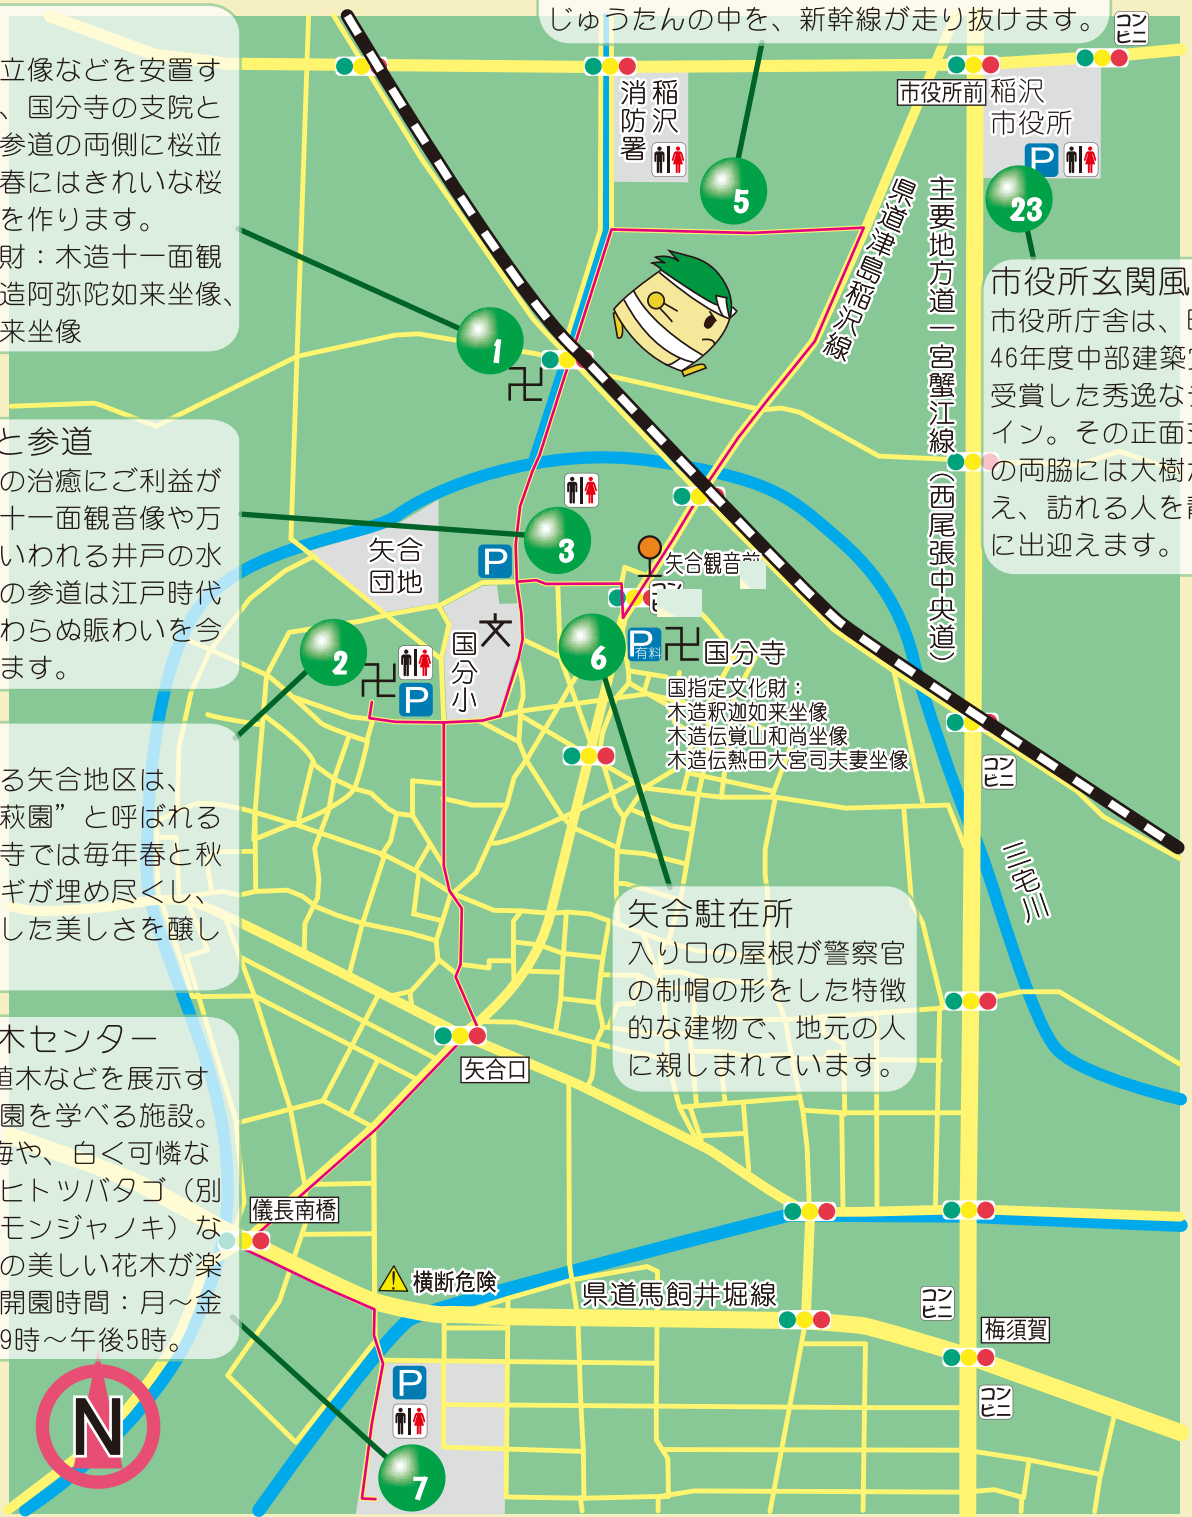 じゅうたんの中を、新幹線が走り抜けます。
コン
ビニ
立像などを安置す
、国分寺の支院と
参道の両側に桜並
春にはきれいな桜
を作ります。
財：木造十一面観
造阿弥陀如来坐像、
来坐像
稲沢
消防署
市役所前
稲沢
市役所
P
5
23
県道津島稲沢線
主要地方道一宮蟹江線（西尾張中央道）
市役所玄関風
市役所庁舎は、
46年度中部建築
受賞した秀逸な
イン。その正面
の両脇には大樹
え、訪れる人を
に出迎えます。
1
卍
と参道
の治癒にご利益が
十一面観音像や万
いわれる井戸の水
の参道は江戸時代
わらぬ賑わいを今
ます。
矢合
団地
P
3
矢合観音前
コン
2
卍
P
国分小
文
6
P
有料
卍
国分寺
国指定文化財：
木造釈迦如来坐像
木造伝覚山和尚坐像
木造伝熱田大宮司夫妻坐像
コン
ビニ
る矢合地区は、
萩園”と呼ばれる
寺では毎年春と秋
ギが埋め尽くし、
した美しさを醸し
三宅川
矢合駐在所
入り口の屋根が警察官
の制帽の形をした特徴
的な建物で、地元の人
に親しまれています。
木センター
植木などを展示す
園を学べる施設。
梅や、白く可憐な
ヒトツバタゴ（別
モンジャノキ）な
の美しい花木が楽
開園時間：月～金
9時～午後5時。
矢合口
儀長南橋
横断危険
県道馬飼井堀線
コン
ビニ
梅須賀
コン
ビニ
P
7
N